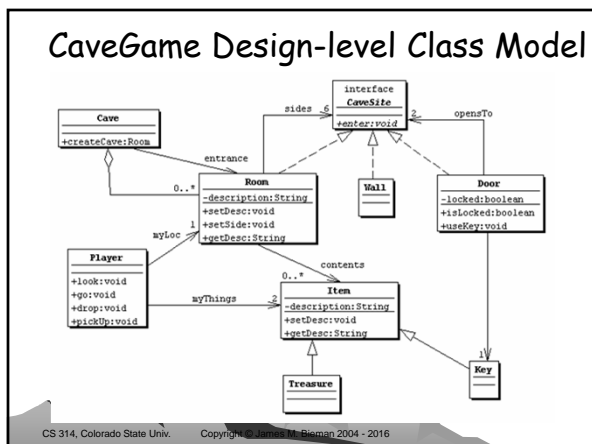 CaveGame Design-level Class Model
interface
CaveSite
+enter:void
sides
6
2
opensTo
Cave
+createCave:Room
entrance
0..*
Room
-description:String
+setDesc:void
+setSide:void
+getDesc:String
Wall
Door
-locked:boolean
+isLocked:boolean
+useKey:void
1
myLoc
Player
+look:void
+go:void
+drop:void
+pickUp:void
contents
0..*
myThings
2
Item
-description:String
+setDesc:void
+getDesc:String
1
Key
Treasure
CS 314, Colorado State Univ. Copyright © James M. Bieman 2004 - 2016